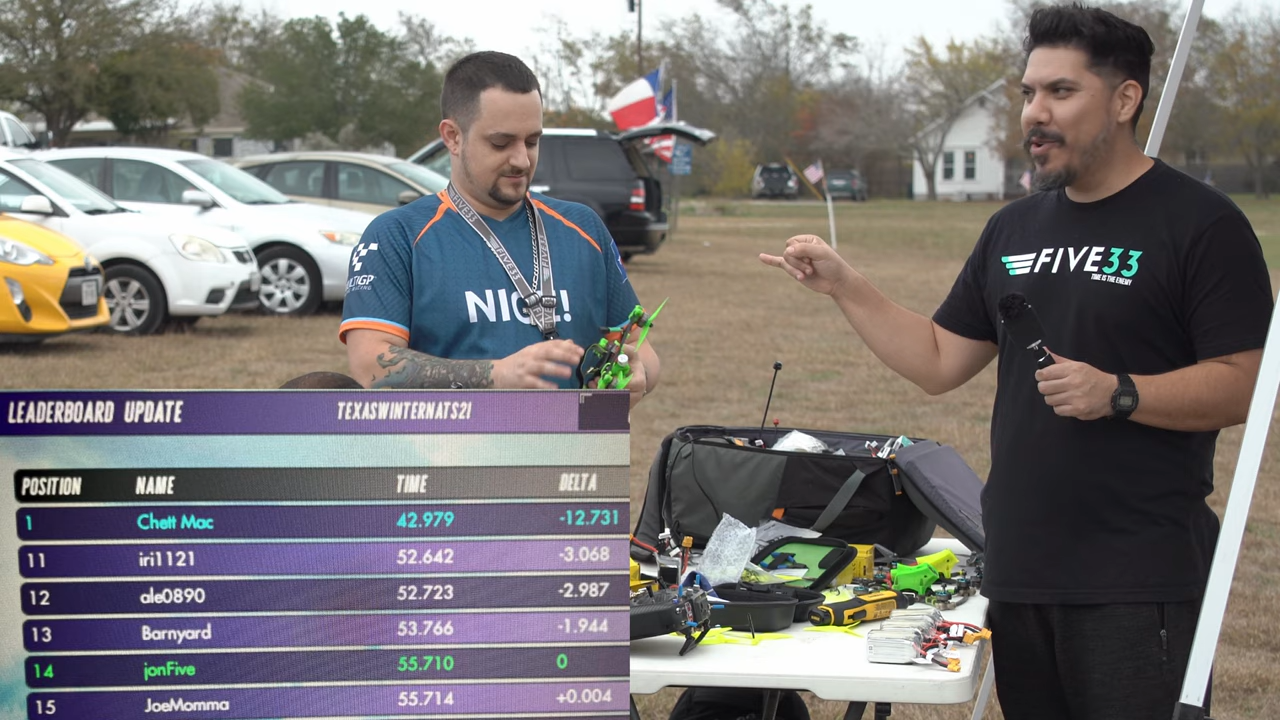 FIVE33
TIME IS THE ENEMY
FIVE33
LEADERBOARD UPDATE TEXASWINTERNATS21
POSITION NAME TIME DELTA
1 Chett Mac 42.979 -12.731
11 iri1121 52.642 -3.068
12 ale0890 52.723 -2.987
13 Barnyard 53.766 -1.944
14 jonFive 55.710 0
15 JoeMomma 55.714 +0.004